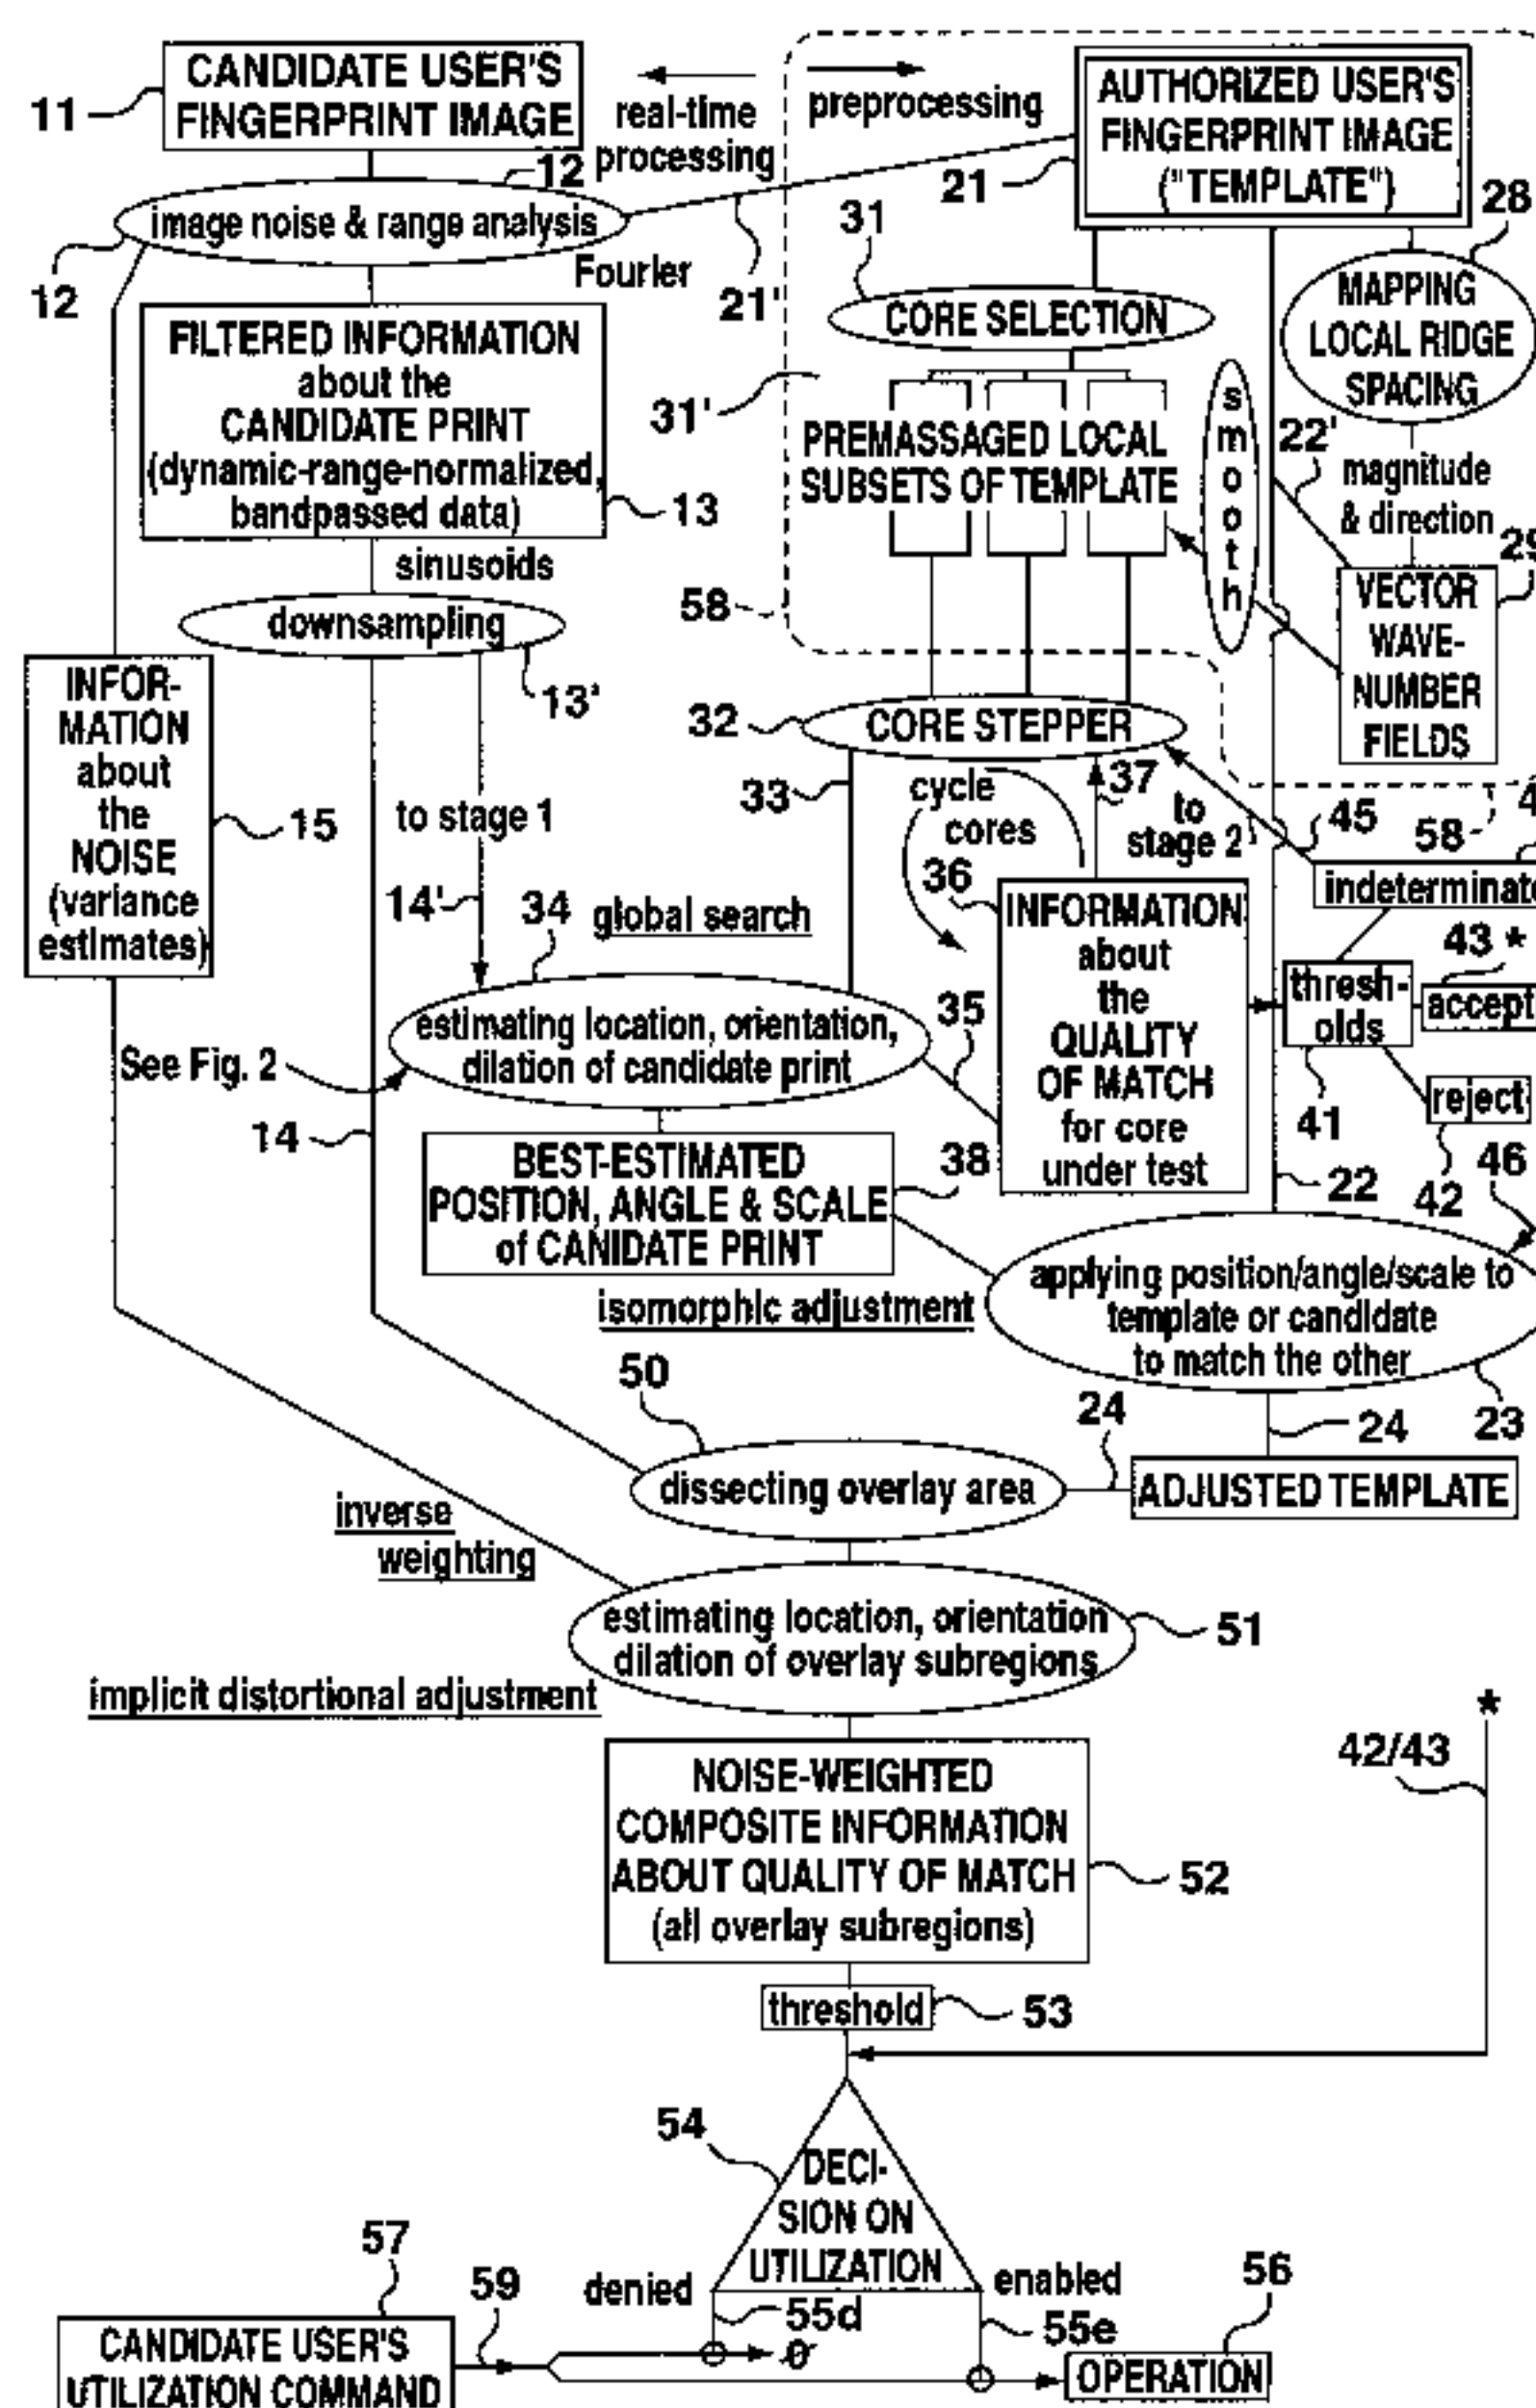 CANDIDATE USER'S
FINGERPRINT IMAGE
11
real-time
processing
preprocessing
AUTHORIZED USER'S
FINGERPRINT IMAGE
("TEMPLATE")
21
12
image noise & range analysis
12
Fourier
21'
31
CORE SELECTION
28
MAPPING
LOCAL RIDGE
SPACING
FILTERED INFORMATION
about the
CANDIDATE PRINT
(dynamic-range-normalized,
bandpassed data)
13
31'
PREMASSAGED LOCAL
SUBSETS OF TEMPLATE
smooth
22'
magnitude
& direction
29
VECTOR
WAVE-
NUMBER
FIELDS
sinusoids
downsampling
13'
58
INFOR-
MATION
about
the
NOISE
(variance
estimates)
15
32
CORE STEPPER
33
cycle
cores
37
to
stage 2
45
58
4
to stage 1
14'
34
global search
36
INFORMATION
about
the
QUALITY
OF MATCH
for core
under test
indeterminate
43 *
thresh-
olds
accept
41
reject
42
46
estimating location, orientation,
dilation of candidate print
35
See Fig. 2
14
BEST-ESTIMATED
POSITION, ANGLE & SCALE
of CANIDATE PRINT
38
22
isomorphic adjustment
applying position/angle/scale to
template or candidate
to match the other
23
50
24
24
dissecting overlay area
ADJUSTED TEMPLATE
inverse
weighting
estimating location, orientation
dilation of overlay subregions
51
implicit distortional adjustment
*
42/43
NOISE-WEIGHTED
COMPOSITE INFORMATION
ABOUT QUALITY OF MATCH
(all overlay subregions)
52
threshold
53
54
DECI-
SION ON
UTILIZATION
57
59
denied
enabled
56
55d
55e
CANDIDATE USER'S
UTILIZATION COMMAND
0
OPERATION